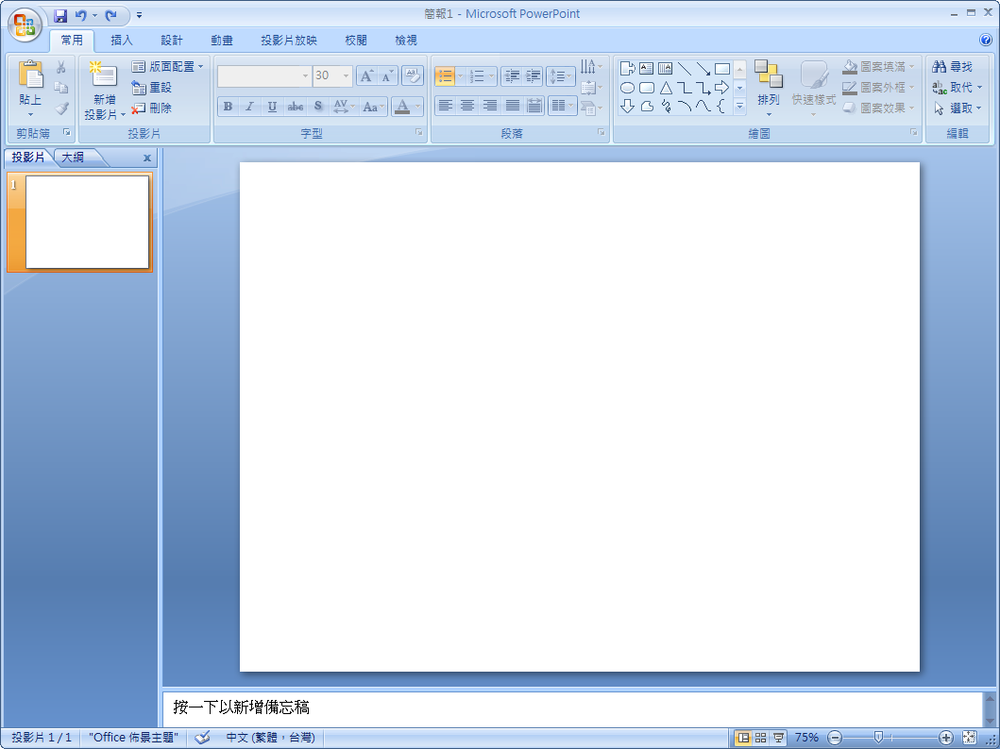 簡報1 - Microsoft PowerPoint
常用 插入 設計 動畫 投影片放映 校閱 檢視
貼上
剪貼簿
新增
投影片
版面配置
重設
刪除
投影片
30
B I U abc S AV Aa A
字型
段落
排列
快速樣式
圖案填滿
圖案外框
圖案效果
繪圖
尋找
取代
選取
編輯
投影片 大綱 x
1
按一下以新增備忘稿
投影片 1 / 1 "Office 佈景主題" 中文 (繁體，台灣) 75%